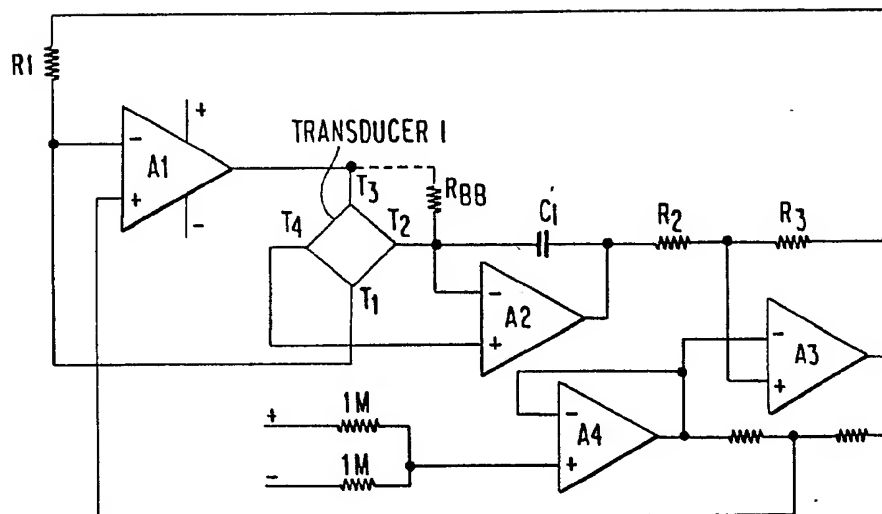 R1
- A1 +
+
-
TRANSDUCER 1
T3
RBB
T4
T2
T1
C1
R2
R3
- A2
+
- A3
+
1M
+
1M
-
- A4
+